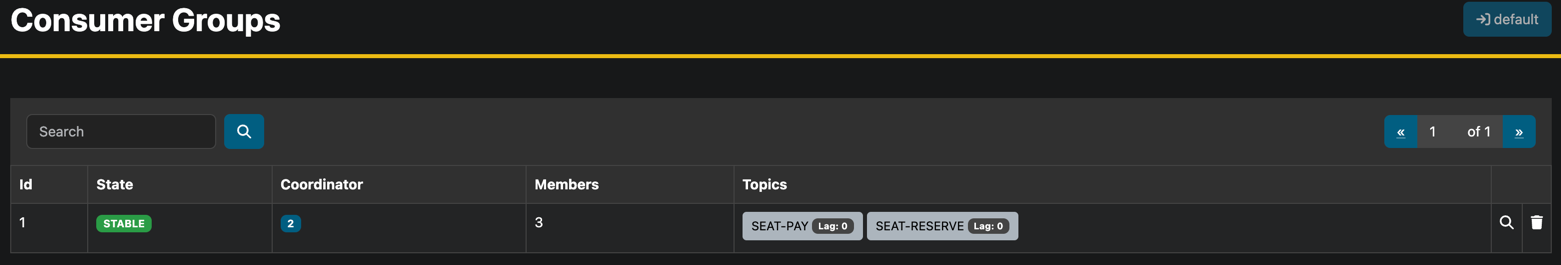 Consumer Groups
default
Search
« 1 of 1 »
Id State Coordinator Members Topics
1 STABLE 2 3 SEAT-PAY Lag: 0 SEAT-RESERVE Lag: 0